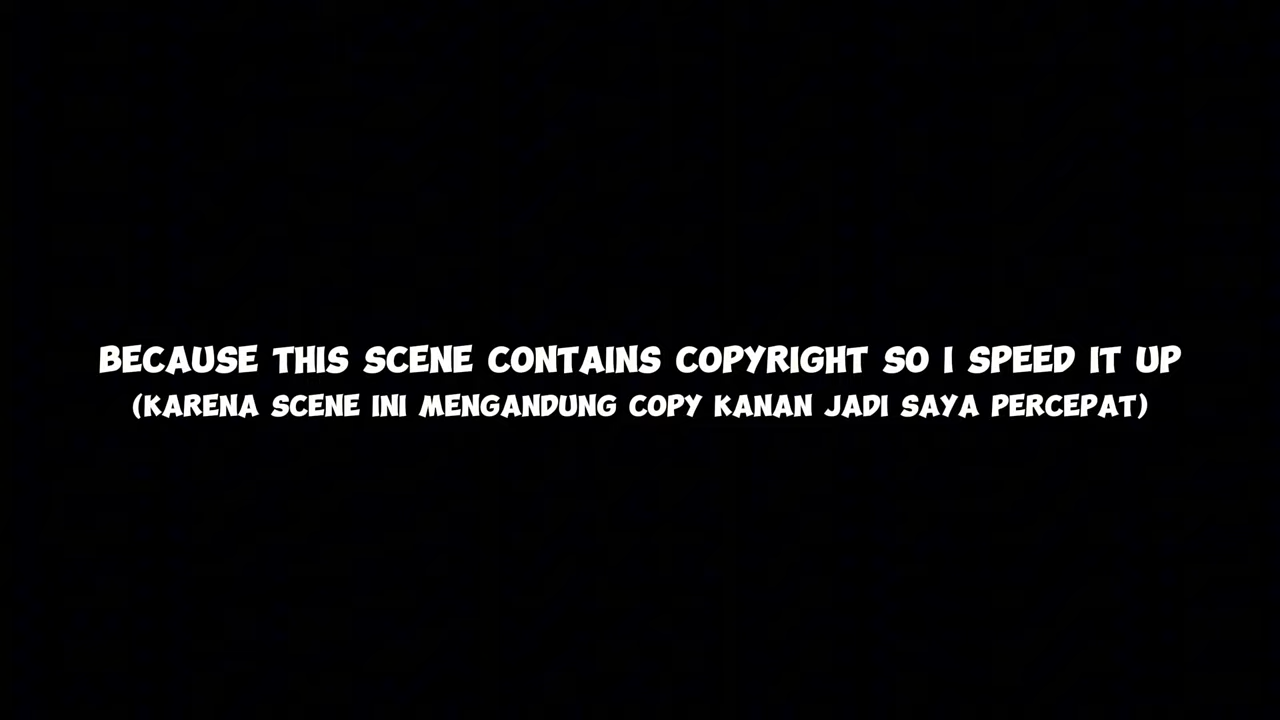 BECAUSE THIS SCENE CONTAINS COPYRIGHT SO I SPEED IT UP
(KARENA SCENE INI MENGANDUNG COPY KANAN JADI SAYA PERCEPAT)